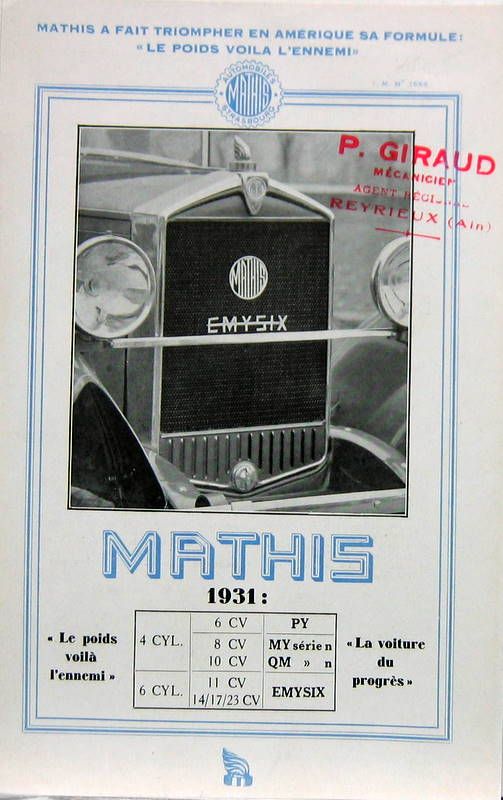 MATHIS A FAIT TRIOMPHER EN AMÉRIQUE SA FORMULE:
« LE POIDS VOILA L'ENNEMI»
AUTOMOBILES
MATHIS
STRASBOURG
P. GIRAUD
MÉCANICIEN
AGENT
REYRIEUX (Ain)
MATHIS
EMYSIX
MATHIS
1931:
« Le poids
voilà
l'ennemi »
4 CYL.
6 CV PY
8 CV MY série n
10 CV QM » n
6 CYL.
11 CV
14/17/23 CV
EMYSIX
«La voiture
du
progrès»